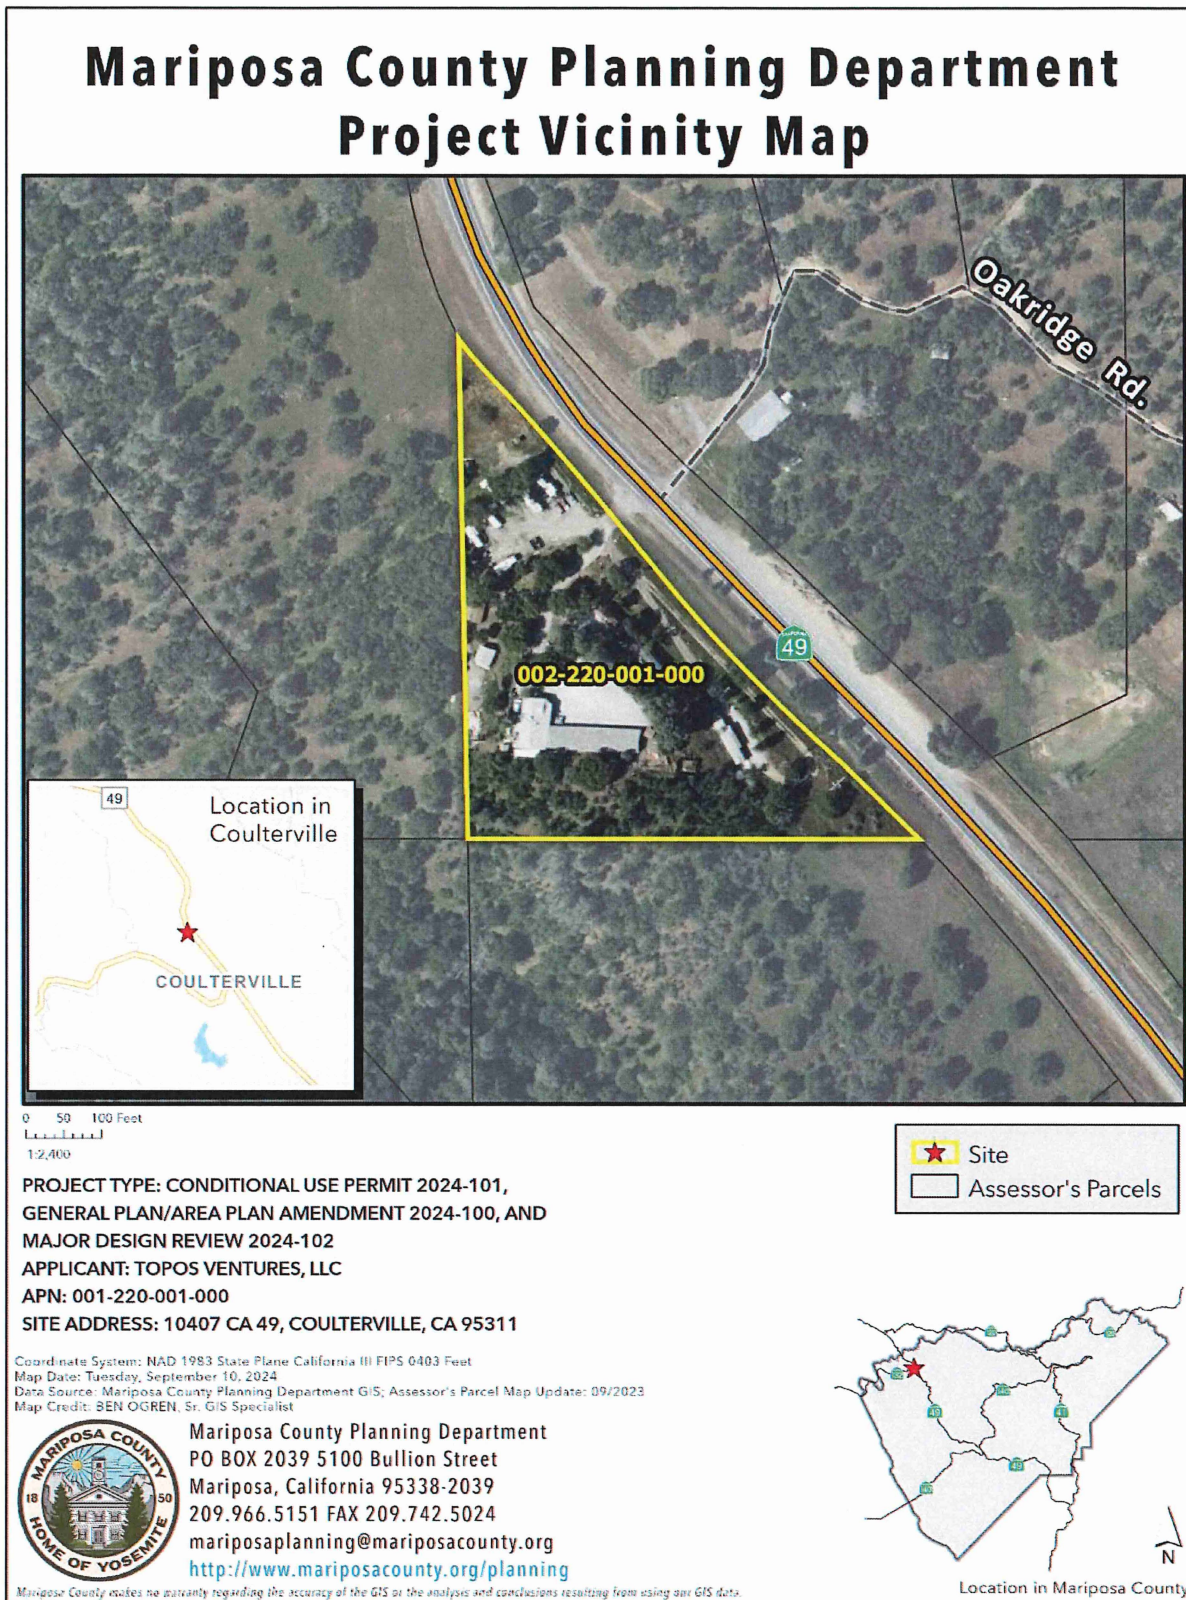 Mariposa County Planning Department
Project Vicinity Map
Oakridge Rd.
49
002-220-001-000
49
Location in
Coulterville
COULTERVILLE
0 50 100 Feet
1:2,400
Site
Assessor's Parcels
PROJECT TYPE: CONDITIONAL USE PERMIT 2024-101,
GENERAL PLAN/AREA PLAN AMENDMENT 2024-100, AND
MAJOR DESIGN REVIEW 2024-102
APPLICANT: TOPOS VENTURES, LLC
APN: 001-220-001-000
SITE ADDRESS: 10407 CA 49, COULTERVILLE, CA 95311
Coordinate System: NAD 1983 State Plane California III FIPS 0403 Feet
Map Date: Tuesday, September 10, 2024
Data Source: Mariposa County Planning Department GIS; Assessor's Parcel Map Update: 09/2023
Map Credit: BEN OGREN, Sr. GIS Specialist
MARIPOSA COUNTY
18 50
HOME OF YOSEMITE
Mariposa County Planning Department
PO BOX 2039 5100 Bullion Street
Mariposa, California 95338-2039
209.966.5151 FAX 209.742.5024
mariposaplanning@mariposacounty.org
http://www.mariposacounty.org/planning
Mariposa County makes no warranty regarding the accuracy of the GIS or the analysis and conclusions resulting from using our GIS data.
49
41
49
N
Location in Mariposa County